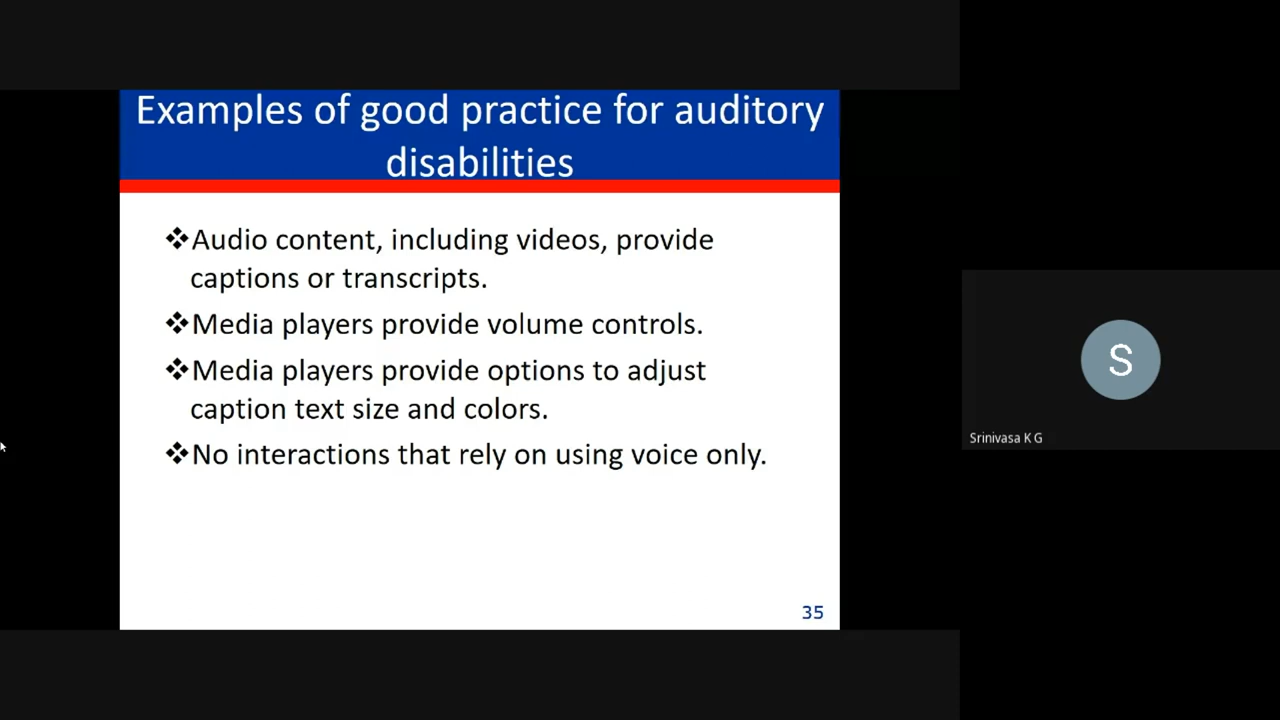 Examples of good practice for auditory
disabilities
❖Audio content, including videos, provide
captions or transcripts.
❖Media players provide volume controls.
❖Media players provide options to adjust
caption text size and colors.
❖No interactions that rely on using voice only.
35
S
Srinivasa K G